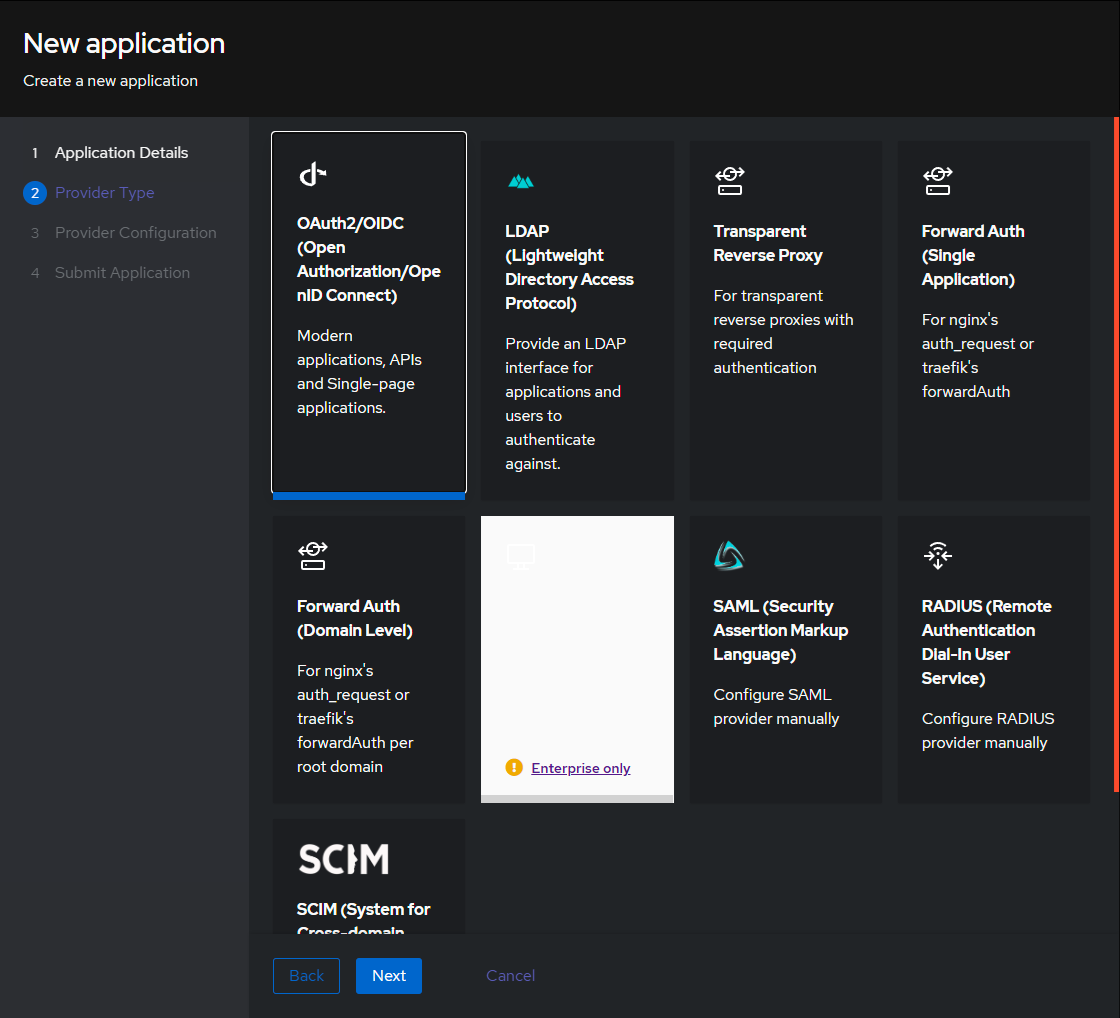 New application
Create a new application
1 Application Details
2 Provider Type
3 Provider Configuration
4 Submit Application
OAuth2/OIDC
(Open
Authorization/Ope
nID Connect)
Modern
applications, APIs
and Single-page
applications.
LDAP
(Lightweight
Directory Access
Protocol)
Provide an LDAP
interface for
applications and
users to
authenticate
against.
Transparent
Reverse Proxy
For transparent
reverse proxies with
required
authentication
Forward Auth
(Single
Application)
For nginx's
auth_request or
traefik's
forwardAuth
Forward Auth
(Domain Level)
For nginx's
auth_request or
traefik's
forwardAuth per
root domain
Enterprise only
SAML (Security
Assertion Markup
Language)
Configure SAML
provider manually
RADIUS (Remote
Authentication
Dial-In User
Service)
Configure RADIUS
provider manually
SCIM
SCIM (System for
Cross-domain
Back
Next
Cancel